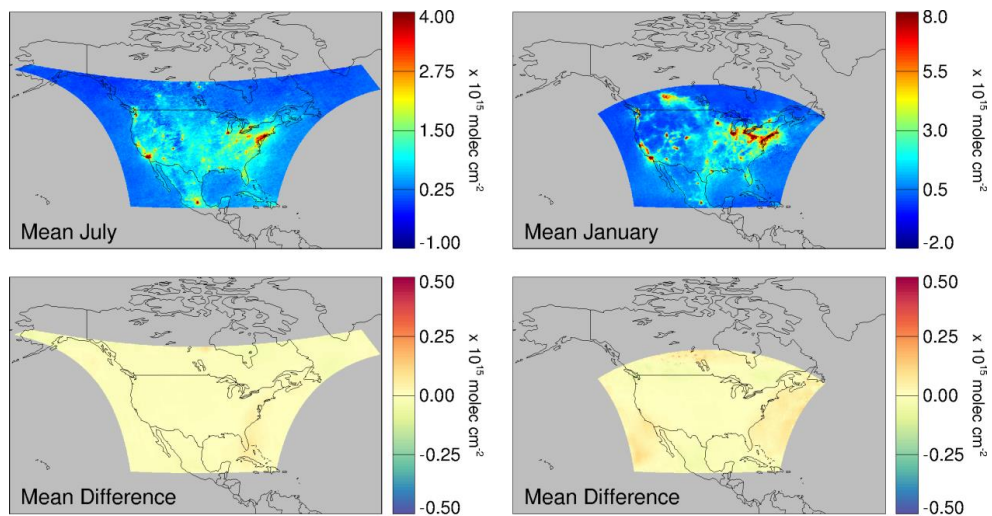 4.00
2.75
1.50
0.25
-1.00
x 10¹⁵ molec cm⁻²
Mean July
8.0
5.5
3.0
0.5
-2.0
x 10¹⁵ molec cm⁻²
Mean January
0.50
0.25
0.00
-0.25
-0.50
x 10¹⁵ molec cm⁻²
Mean Difference
0.50
0.25
0.00
-0.25
-0.50
x 10¹⁵ molec cm⁻²
Mean Difference